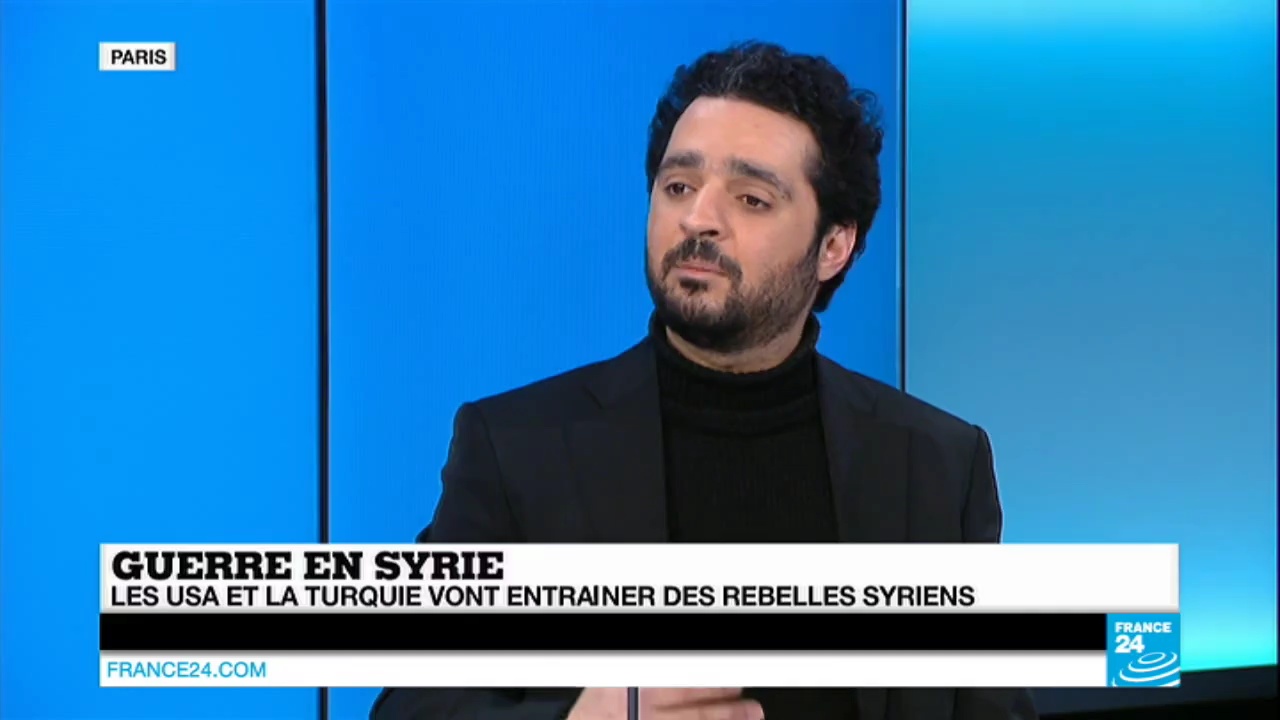 PARIS
GUERRE EN SYRIE
LES USA ET LA TURQUIE VONT ENTRAINER DES REBELLES SYRIENS
FRANCE 24
FRANCE24.COM